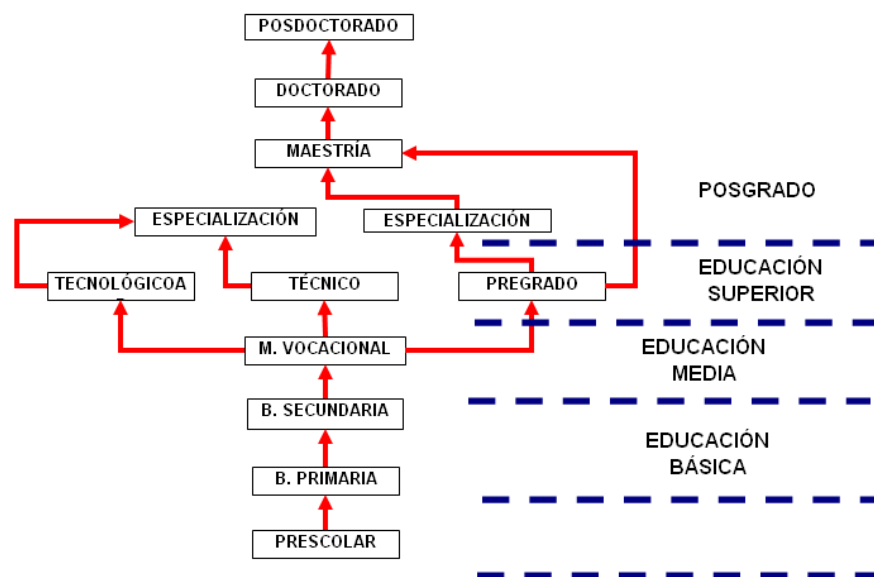 POSDOCTORADO
DOCTORADO
MAESTRÍA
POSGRADO
ESPECIALIZACIÓN
ESPECIALIZACIÓN
TECNOLÓGICOA
TÉCNICO
PREGRADO
EDUCACIÓN
SUPERIOR
M. VOCACIONAL
EDUCACIÓN
MEDIA
B. SECUNDARIA
EDUCACIÓN
BÁSICA
B. PRIMARIA
PRESCOLAR